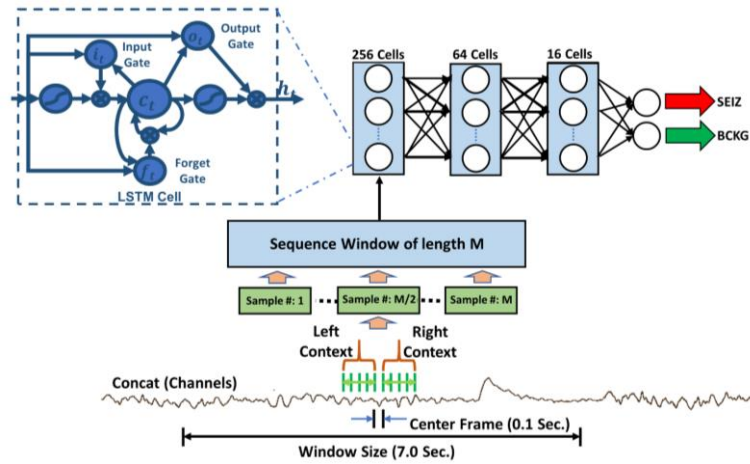 Output
Gate
Input
Gate
o_t
i_t
c_t
h_t
f_t
Forget
Gate
LSTM Cell
256 Cells
64 Cells
16 Cells
SEIZ
BCKG
Sequence Window of length M
Sample #: 1
Sample #: M/2
Sample #: M
Left
Context
Right
Context
Concat (Channels)
Center Frame (0.1 Sec.)
Window Size (7.0 Sec.)